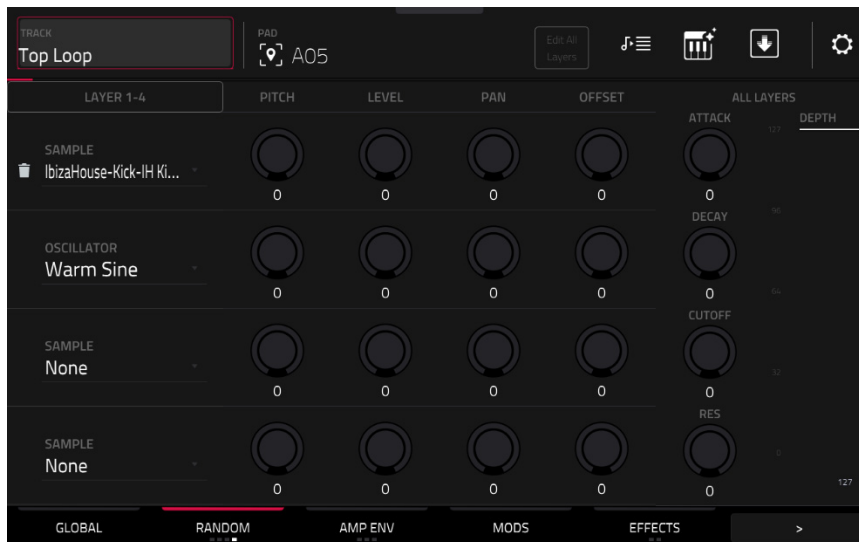 TRACK
Top Loop
PAD
A05
Edit All
Layers
LAYER 1-4
PITCH
LEVEL
PAN
OFFSET
ALL LAYERS
ATTACK
127
DEPTH
SAMPLE
IbizaHouse-Kick-IH Ki...
0
0
0
0
0
DECAY
96
OSCILLATOR
Warm Sine
0
0
0
0
0
64
CUTOFF
SAMPLE
None
32
0
0
0
0
0
RES
SAMPLE
None
0
127
0
0
0
0
0
GLOBAL
RANDOM
AMP ENV
MODS
EFFECTS
>